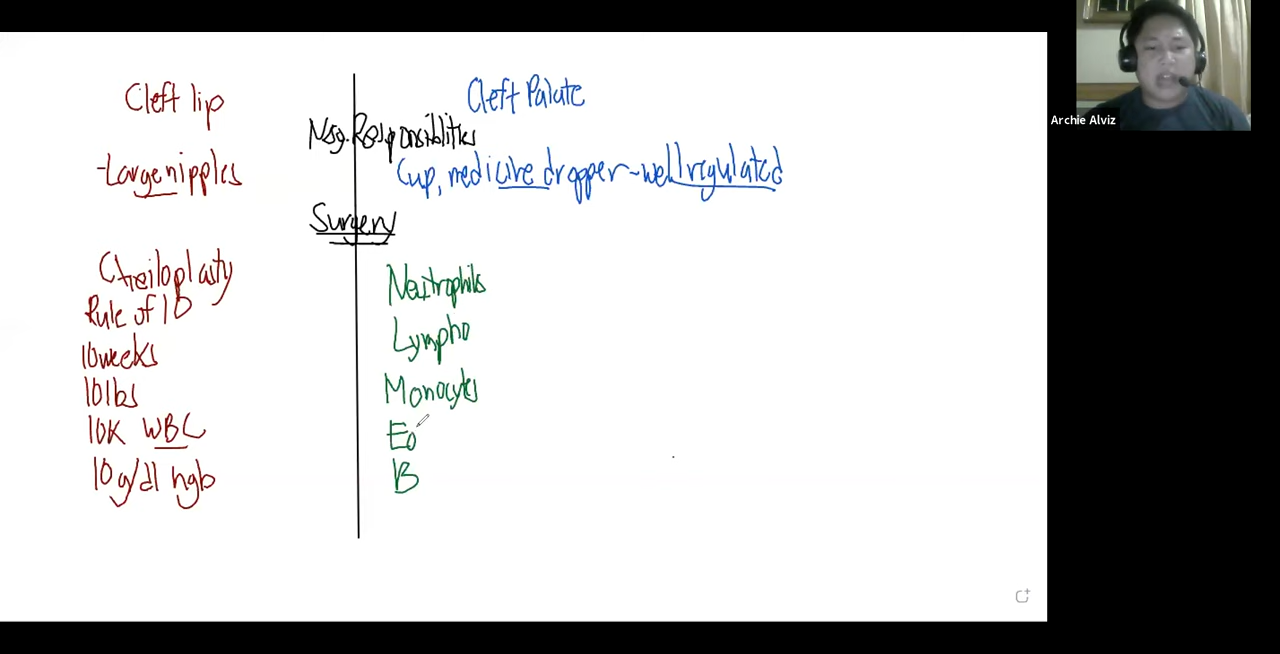 Cleft lip
Cleft Palate
Nsg. Responsiblities
-Large nipples
Cup, medicine dropper - well regulated
Surgery
Cheiloplasty
Rule of 10
10 weeks
10 lbs
10K WBC
10 g/dl hgb
Neutrophils
Lympho
Monocytes
Eo
B
Archie Alviz